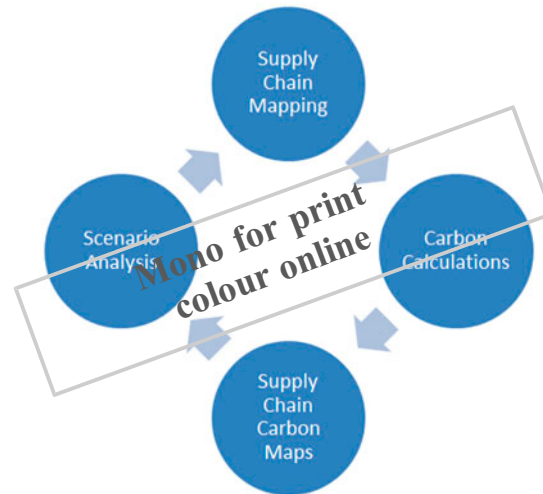 Supply
Chain
Mapping
Carbon
Calculations
Supply
Chain
Carbon
Maps
Scenario
Analysis
Mono for print
colour online